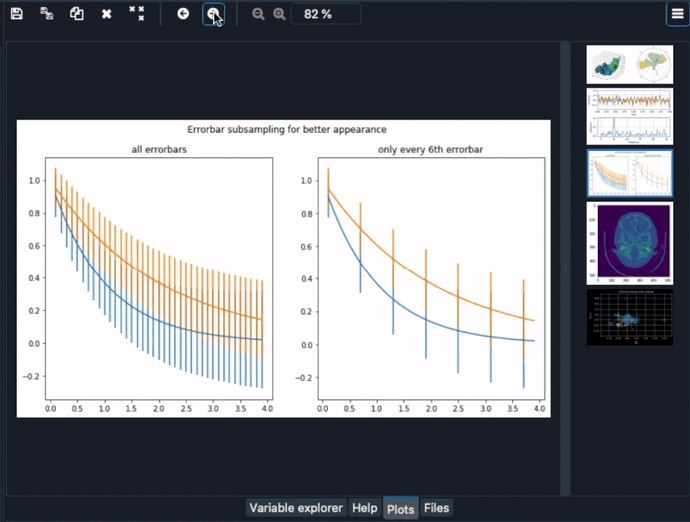 82 %
Errorbar subsampling for better appearance
all errorbars
only every 6th errorbar
1.0
0.8
0.6
0.4
0.2
0.0
−0.2
0.0 0.5 1.0 1.5 2.0 2.5 3.0 3.5 4.0
1.0
0.8
0.6
0.4
0.2
0.0
−0.2
0.0 0.5 1.0 1.5 2.0 2.5 3.0 3.5 4.0
Variable explorer Help Plots Files